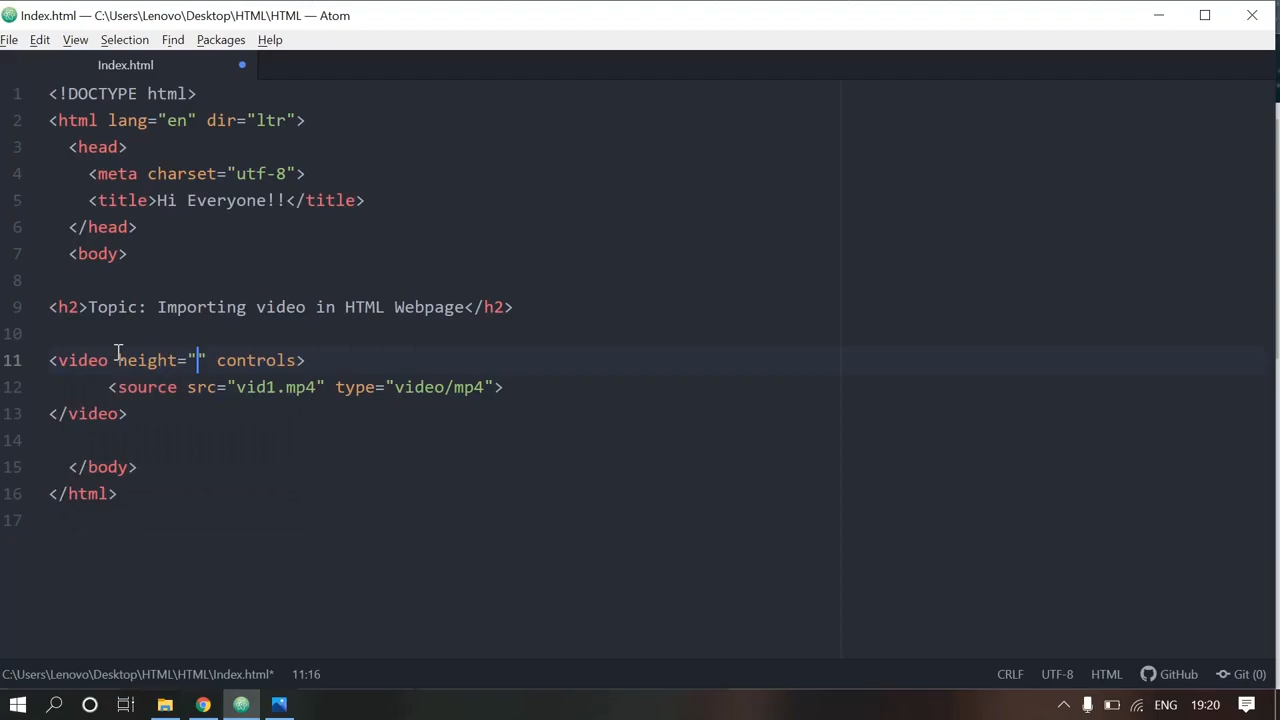 Index.html — C:\Users\Lenovo\Desktop\HTML\HTML — Atom
File Edit View Selection Find Packages Help
Index.html
1 <!DOCTYPE html>
2 <html lang="en" dir="ltr">
3 <head>
4 <meta charset="utf-8">
5 <title>Hi Everyone!!</title>
6 </head>
7 <body>
8
9 <h2>Topic: Importing video in HTML Webpage</h2>
10
11 <video height="" controls>
12 <source src="vid1.mp4" type="video/mp4">
13 </video>
14
15 </body>
16 </html>
17
C:\Users\Lenovo\Desktop\HTML\HTML\Index.html* 11:16 CRLF UTF-8 HTML GitHub Git (0)
ENG 19:20